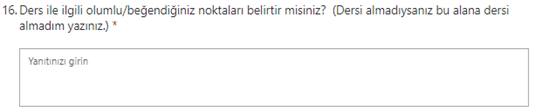 16. Ders ile ilgili olumlu/beğendiğiniz noktaları belirtir misiniz?  (Dersi almadıysanız bu alana dersi
almadım yazınız.) *
Yanıtınızı girin